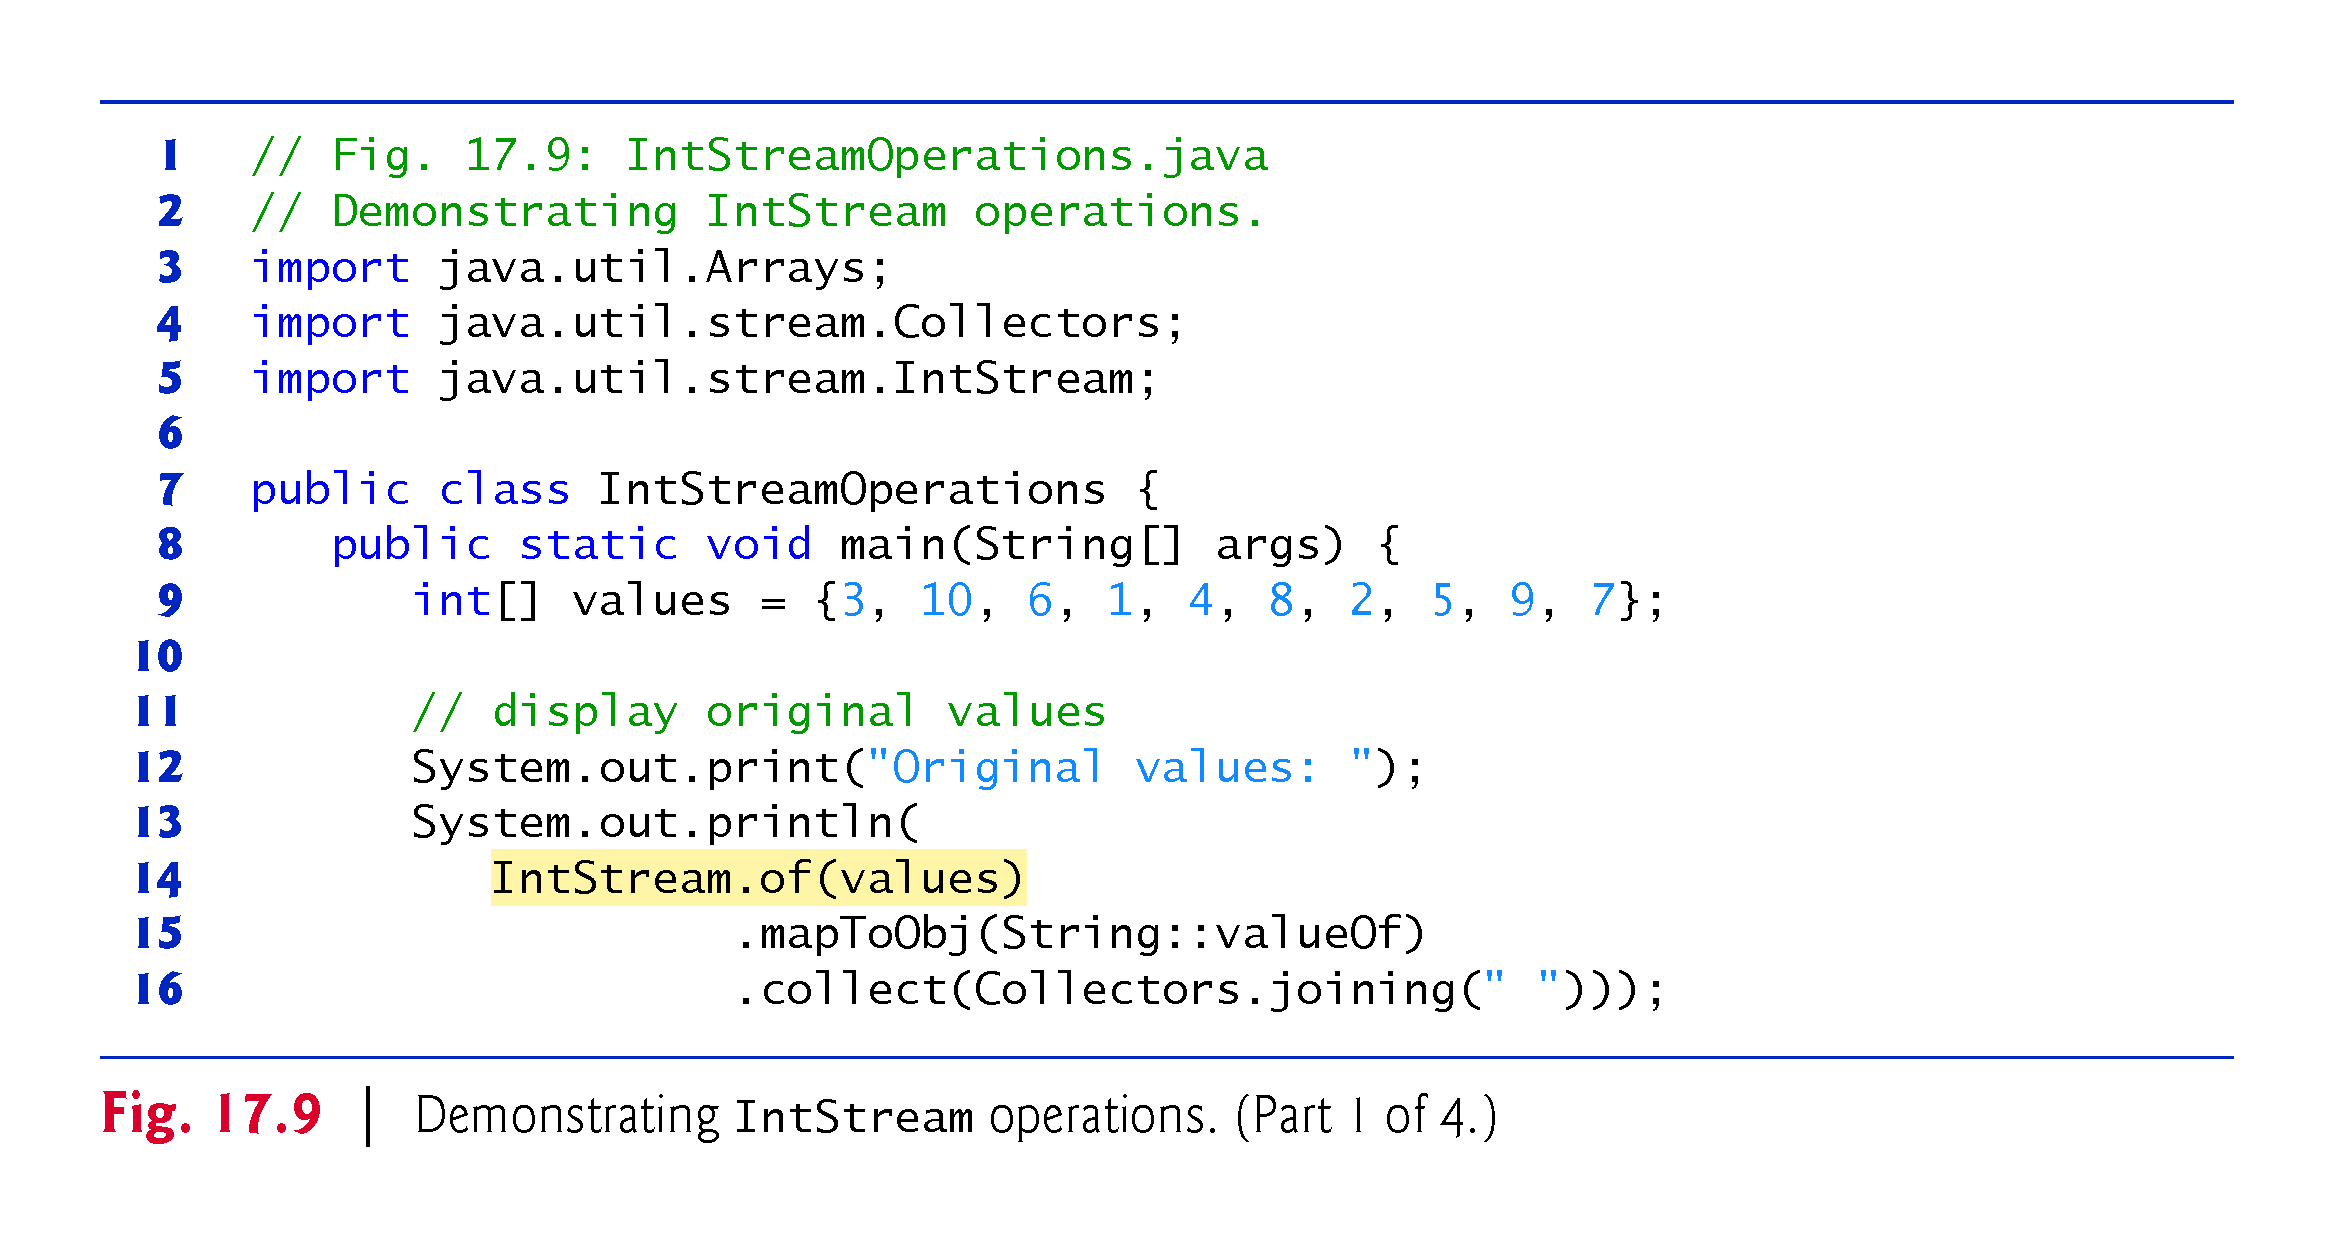 1 // Fig. 17.9: IntStreamOperations.java
2 // Demonstrating IntStream operations.
3 import java.util.Arrays;
4 import java.util.stream.Collectors;
5 import java.util.stream.IntStream;
6
7 public class IntStreamOperations {
8    public static void main(String[] args) {
9       int[] values = {3, 10, 6, 1, 4, 8, 2, 5, 9, 7};
10
11       // display original values
12       System.out.print("Original values: ");
13       System.out.println(
14          IntStream.of(values)
15                   .mapToObj(String::valueOf)
16                   .collect(Collectors.joining(" ")));
Fig. 17.9 | Demonstrating IntStream operations. (Part 1 of 4.)